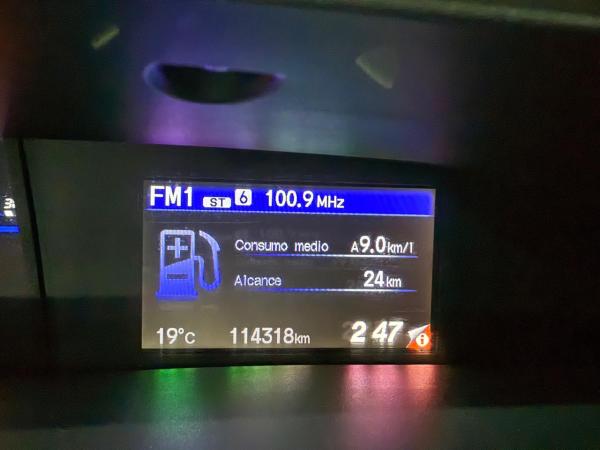 FM1 ST 6 100.9 MHz
Consumo medio A 9.0 km/l
Alcance 24 km
19°C 114318 km 2 47 i